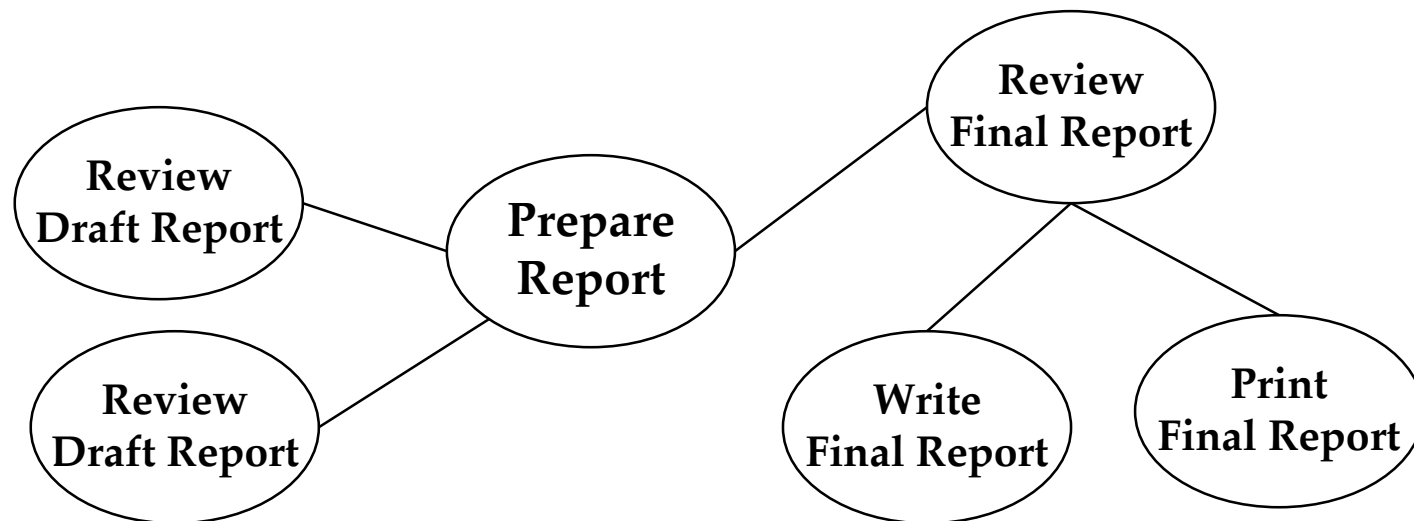 Review
Final Report
Review
Draft Report
Prepare
Report
Review
Draft Report
Write
Final Report
Print
Final Report